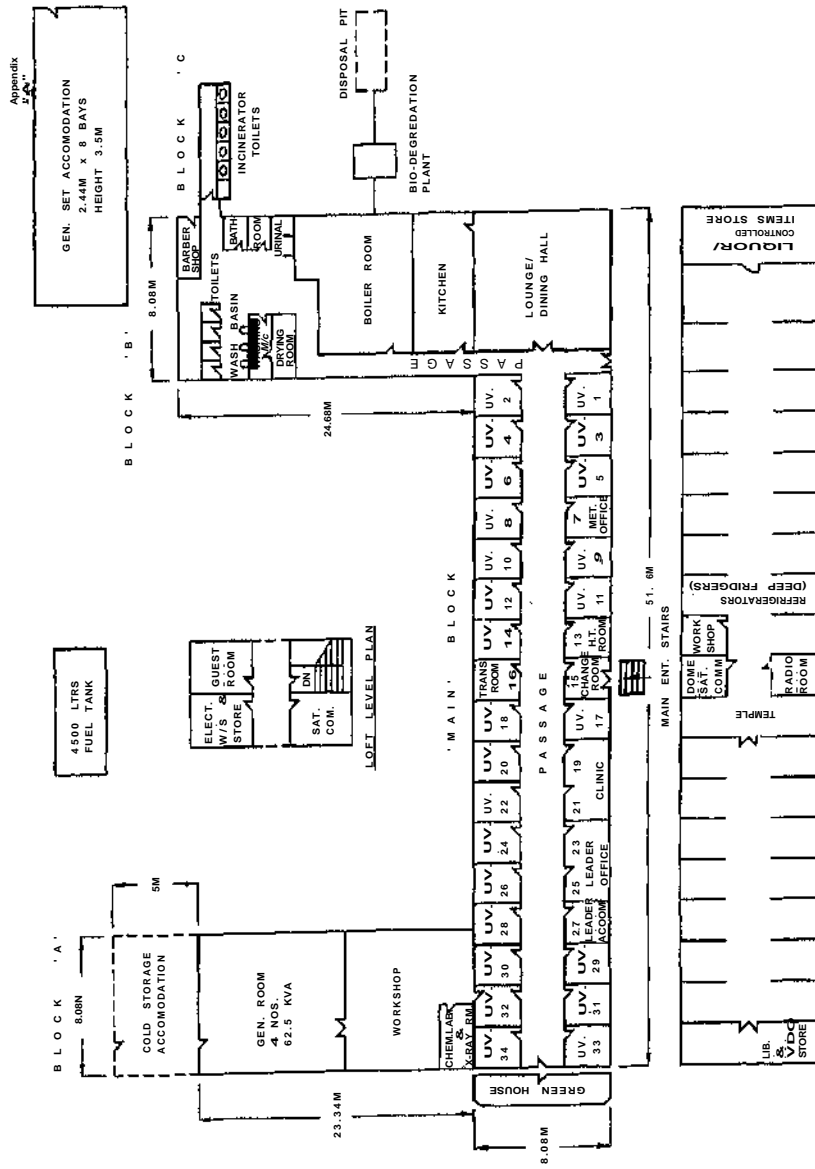 Appendix
"A"
GEN. SET ACCOMODATION
2.44M x 8 BAYS
HEIGHT 3.5M
BLOCK 'C
INCINERATOR
TOILETS
DISPOSAL PIT
BIO-DEGREDATION
PLANT
BLOCK 'B'
8.08M
24.68M
BARBER
SHOP
TOILETS
BATH
ROOM
URINAL
WASH BASIN
M/c
DRYING
ROOM
BOILER ROOM
KITCHEN
LOUNGE/
DINING HALL
PASSAGE
4500 LTRS
FUEL TANK
ELECT.
W/S &
STORE
GUEST
ROOM
SAT.
COM.
DN
LOFT LEVEL PLAN
BLOCK 'A'
8.08N
5M
23.34M
COLD STORAGE
ACCOMODATION
GEN. ROOM
4 NOS.
62.5 KVA
WORKSHOP
CHEM.LAB
&
X-RAY RM.
'MAIN' BLOCK
UV. 34
UV. 32
UV. 30
UV. 28
UV. 26
UV. 24
UV. 22
UV. 20
UV. 18
TRANS
ROOM
16
UV. 14
UV. 12
UV. 10
UV. 8
UV. 6
UV. 4
UV. 2
PASSAGE
GREEN HOUSE
8.08M
UV. 33
UV. 31
UV. 29
27 LEADER
ACOOM
25 23
LEADER
OFFICE
21 19
CLINIC
UV. 17
15
CHANGE
ROOM
13
H.T.
ROOM
UV. 11
UV. 9
7
MET.
OFFICE
UV. 5
UV. 3
UV. 1
51.6M
MAIN ENT. STAIRS
LIB.
&
VDO
STORE
TEMPLE
DOME
SAT.
COMM
WORK
SHOP
RADIO
ROOM
REFRIGERATORS
(DEEP FRIDGERS)
LIQUOR/
CONTROLLED
ITEMS STORE